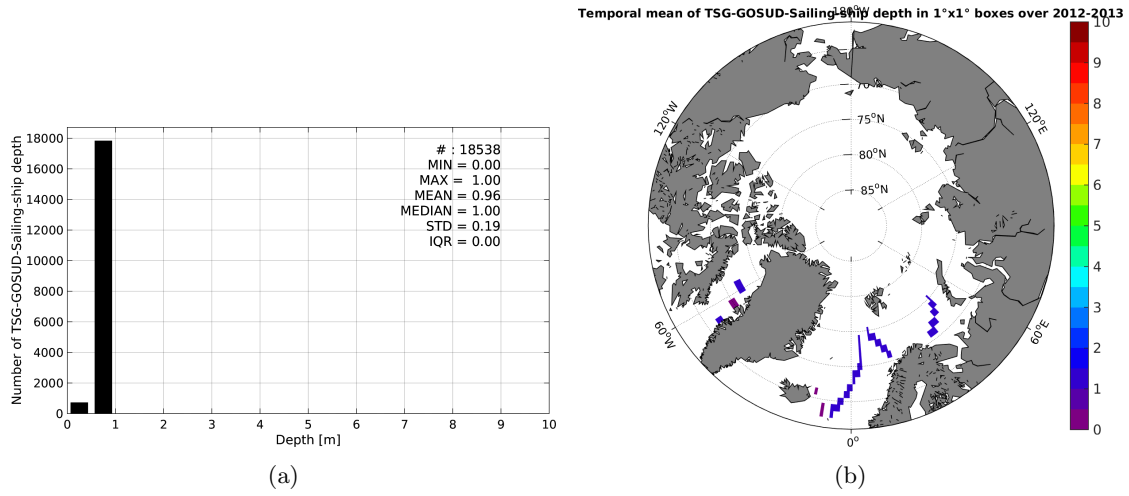 Number of TSG-GOSUD-Sailing-ship depth
18000
16000
14000
12000
10000
8000
6000
4000
2000
0
# : 18538
MIN = 0.00
MAX = 1.00
MEAN = 0.96
MEDIAN = 1.00
STD = 0.19
IQR = 0.00
0 1 2 3 4 5 6 7 8 9 10
Depth [m]
(a)
Temporal mean of TSG-GOSUD-Sailing-ship depth in 1°x1° boxes over 2012-2013
180°W
120°W
120°E
70°N
75°N
80°N
85°N
60°W
60°E
0°
10
9
8
7
6
5
4
3
2
1
0
(b)